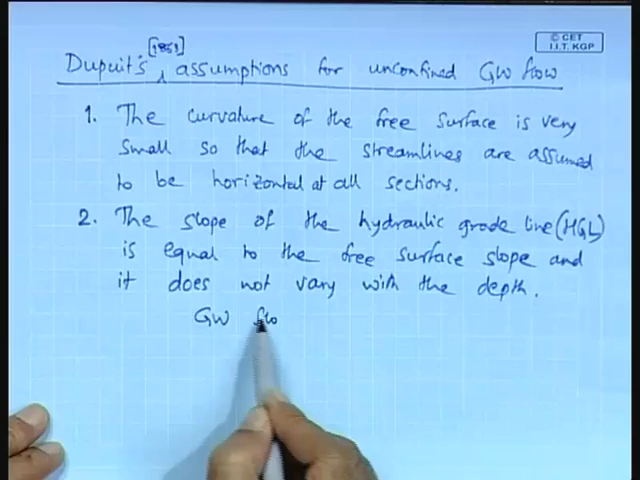 © CET
I.I.T. KGP
[1851]
Dupuit's ∧ assumptions for unconfined GW flow
1. The curvature of the free surface is very
small so that the streamlines are assumed
to be horizontal at all sections.
2. The slope of the hydraulic grade line (HGL)
is equal to the free surface slope and
it does not vary with the depth.
GW flo